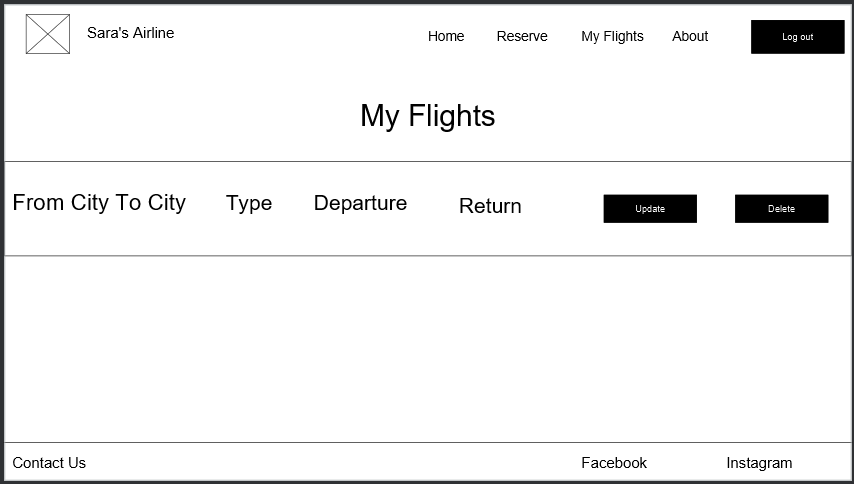 Sara's Airline
Home
Reserve
My Flights
About
Log out
My Flights
From City To City
Type
Departure
Return
Update
Delete
Contact Us
Facebook
Instagram